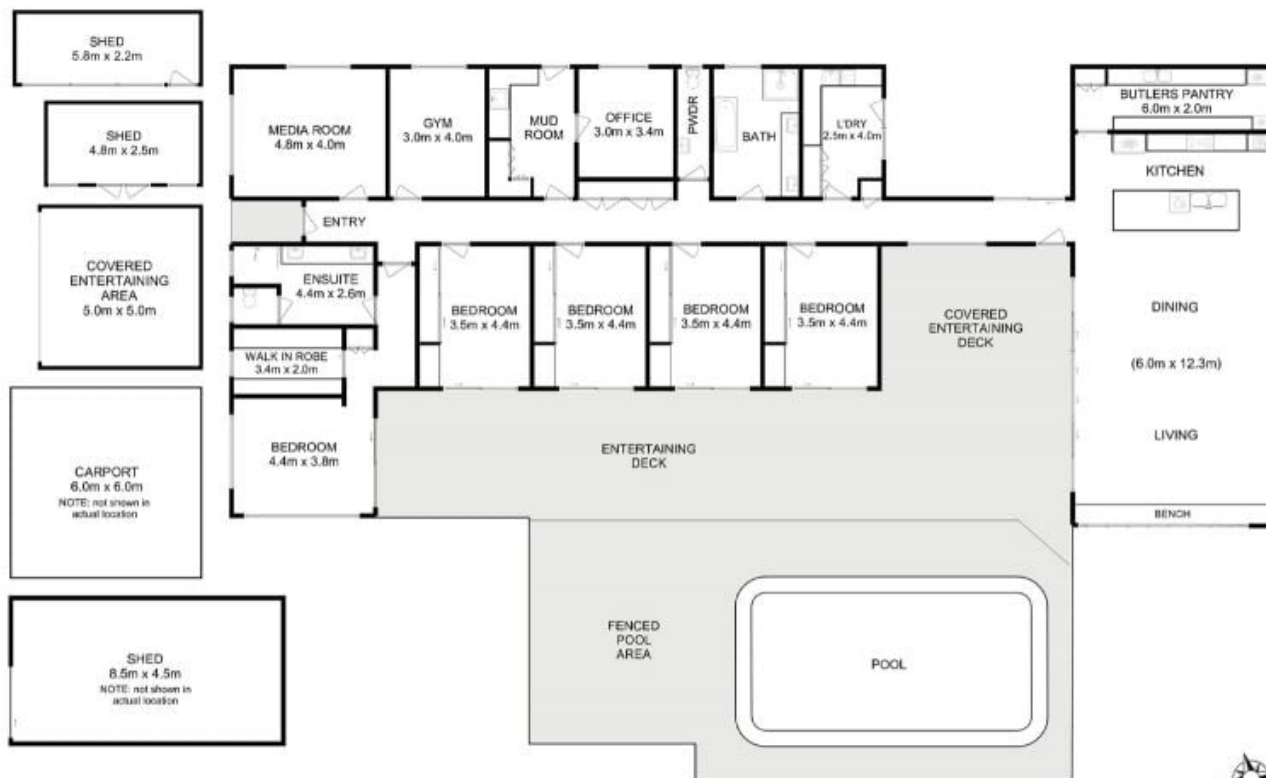 SHED
5.8m x 2.2m
SHED
4.8m x 2.5m
COVERED
ENTERTAINING
AREA
5.0m x 5.0m
CARPORT
6.0m x 6.0m
NOTE: not shown in
actual location
SHED
8.5m x 4.5m
NOTE: not shown in
actual location
MEDIA ROOM
4.8m x 4.0m
GYM
3.0m x 4.0m
MUD
ROOM
OFFICE
3.0m x 3.4m
PWDR
BATH
L'DRY
2.5m x 4.0m
BUTLERS PANTRY
6.0m x 2.0m
KITCHEN
ENTRY
ENSUITE
4.4m x 2.6m
WALK IN ROBE
3.4m x 2.0m
BEDROOM
4.4m x 3.8m
BEDROOM
3.5m x 4.4m
BEDROOM
3.5m x 4.4m
BEDROOM
3.5m x 4.4m
BEDROOM
3.5m x 4.4m
COVERED
ENTERTAINING
DECK
DINING
(6.0m x 12.3m)
LIVING
BENCH
ENTERTAINING
DECK
FENCED
POOL
AREA
POOL